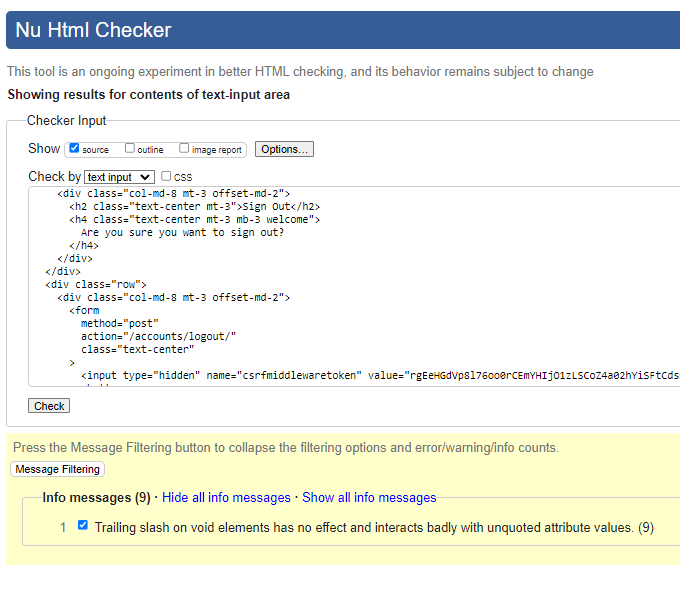 Nu Html Checker
This tool is an ongoing experiment in better HTML checking, and its behavior remains subject to change
Showing results for contents of text-input area
Checker Input
Show source outline image report Options...
Check by text input CSS
<div class="col-md-8 mt-3 offset-md-2">
<h2 class="text-center mt-3">Sign Out</h2>
<h4 class="text-center mt-3 mb-3 welcome">
Are you sure you want to sign out?
</h4>
</div>
</div>
<div class="row">
<div class="col-md-8 mt-3 offset-md-2">
<form
method="post"
action="/accounts/logout/"
class="text-center"
>
<input type="hidden" name="csrfmiddlewaretoken"
Check
Press the Message Filtering button to collapse the filtering options and error/warning/info counts.
Message Filtering
Info messages (9) · Hide all info messages · Show all info messages
1 Trailing slash on void elements has no effect and interacts badly with unquoted attribute values. (9)